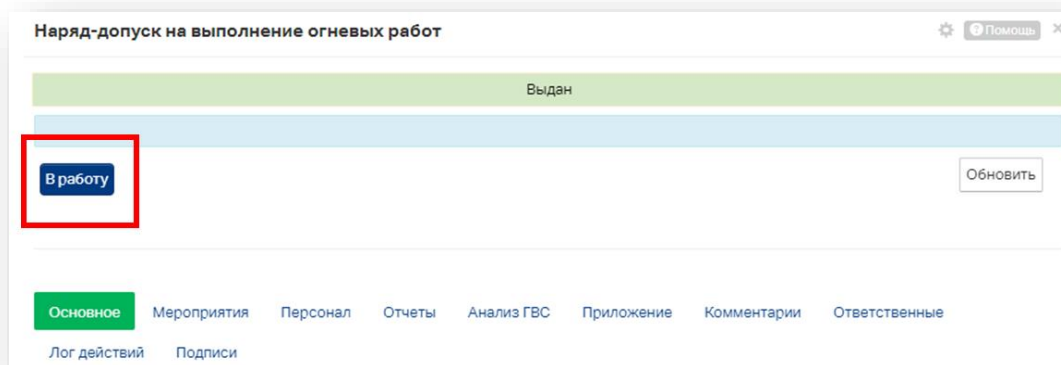 Наряд-допуск на выполнение огневых работ
Помощь
Выдан
В работу
Обновить
Основное Мероприятия Персонал Отчеты Анализ ГВС Приложение Комментарии Ответственные
Лог действий Подписи